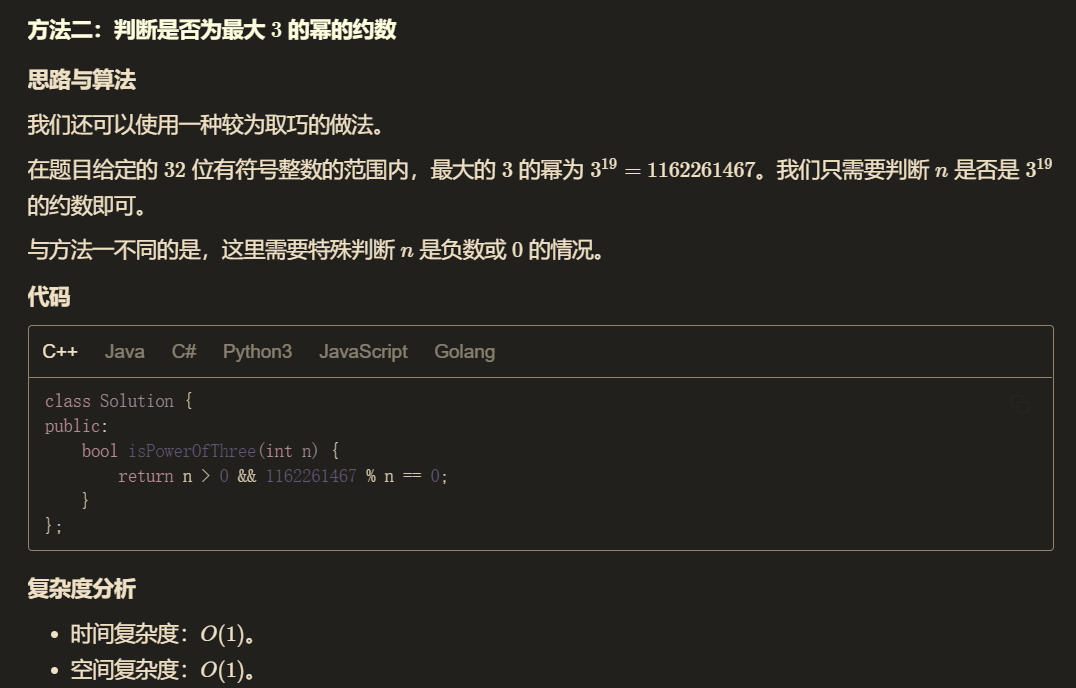 方法二：判断是否为最大 3 的幂的约数
思路与算法
我们还可以使用一种较为取巧的做法。
在题目给定的 32 位有符号整数的范围内，最大的 3 的幂为 3¹⁹ = 1162261467。我们只需要判断 n 是否是 3¹⁹
的约数即可。
与方法一不同的是，这里需要特殊判断 n 是负数或 0 的情况。
代码
C++ Java C# Python3 JavaScript Golang
class Solution {
public:
    bool isPowerOfThree(int n) {
        return n > 0 && 1162261467 % n == 0;
    }
};
复杂度分析
• 时间复杂度：O(1)。
• 空间复杂度：O(1)。